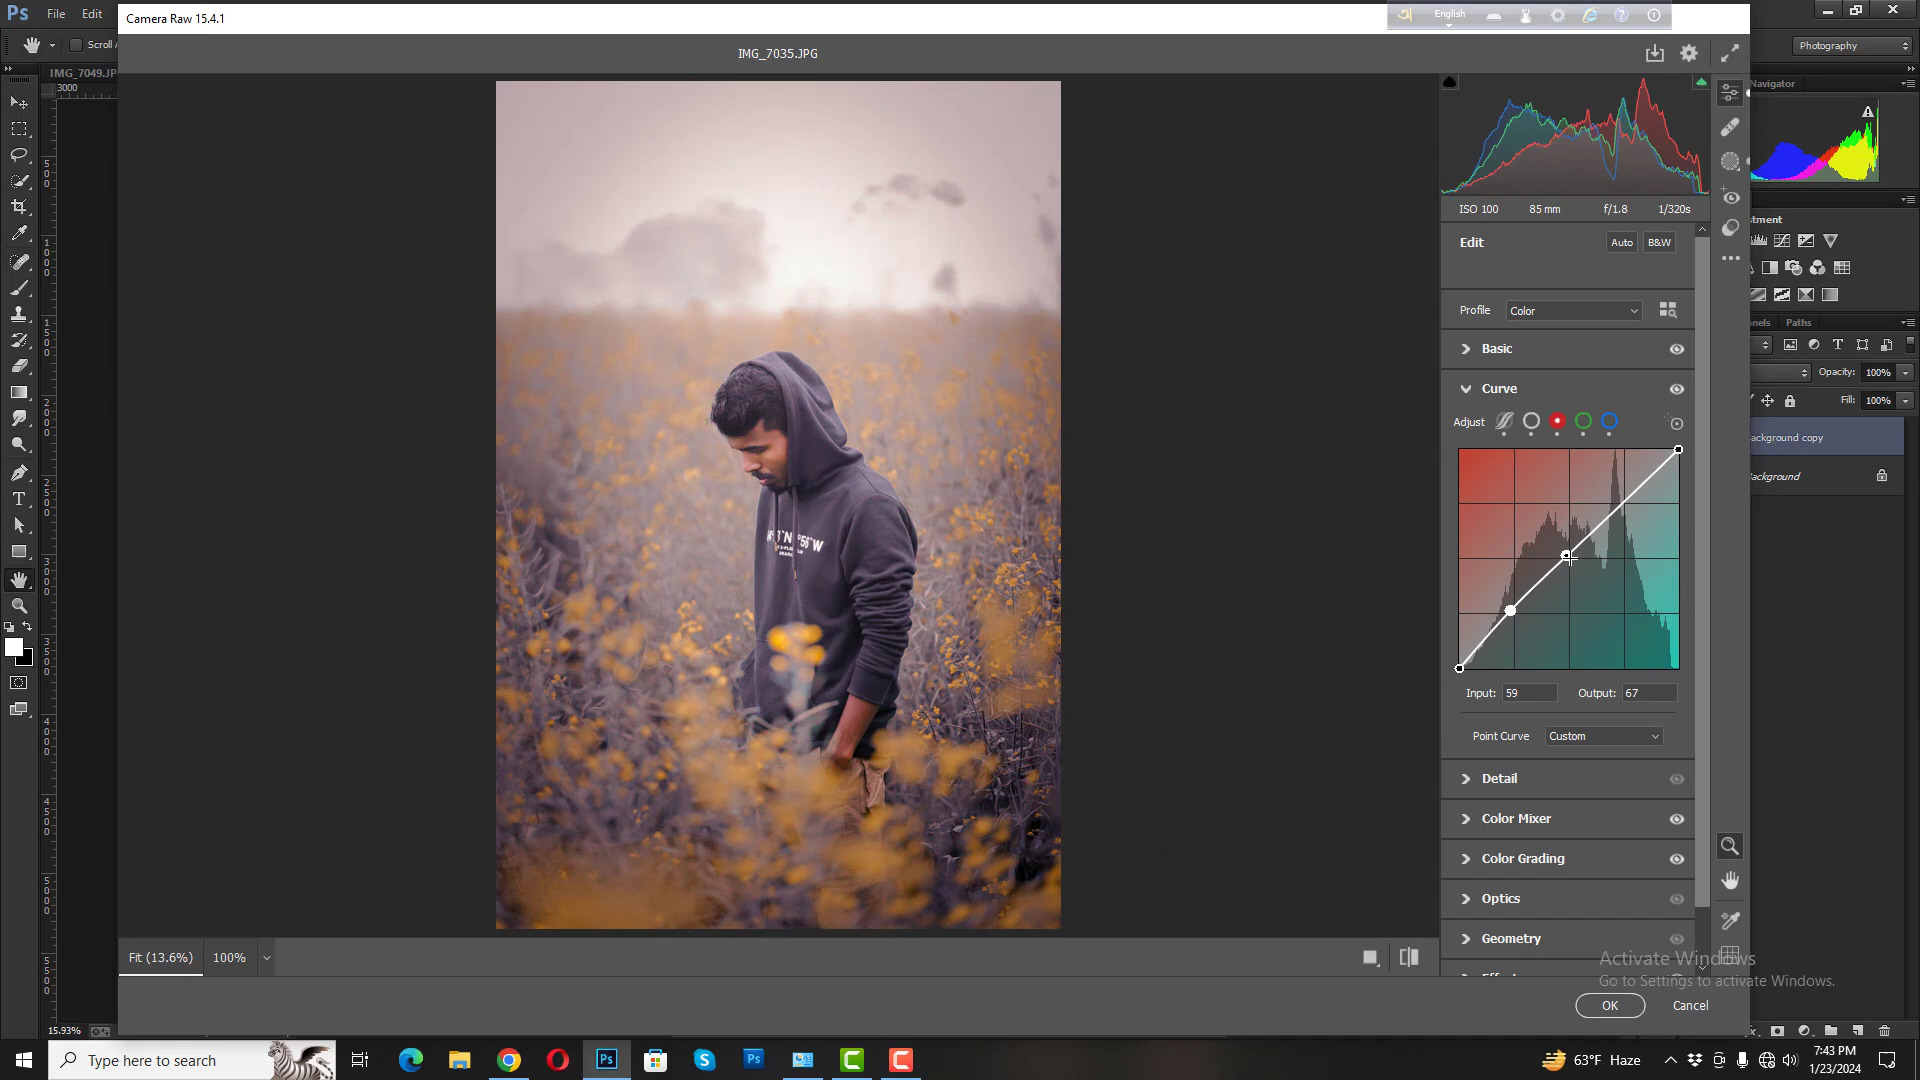 Ps File Edit
Camera Raw 15.4.1
English
Scroll A
IMG_7035.JPG
Photography
IMG_7049.JP
3000
Navigator
ISO 100 85 mm f/1.8 1/320s
stment
Edit Auto B&W
Profile Color
nels Paths
Basic
Opacity: 100%
Curve
Fill: 100%
Adjust
ackground copy
ackground
Input: 59 Output: 67
Point Curve Custom
Detail
Color Mixer
Color Grading
Optics
Geometry
Fit (13.6%) 100%
Activate Windows
Go to Settings to activate Windows.
OK Cancel
15.93%
Type here to search
63°F Haze
7:43 PM
1/23/2024